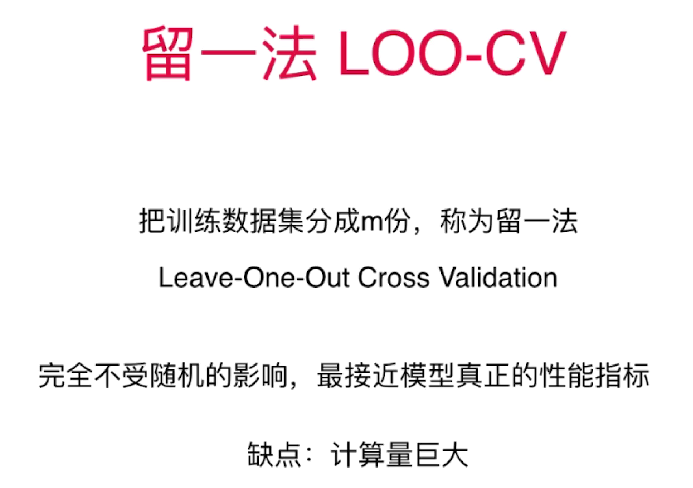 留一法 LOO-CV
把训练数据集分成m份，称为留一法
Leave-One-Out Cross Validation
完全不受随机的影响，最接近模型真正的性能指标
缺点：计算量巨大